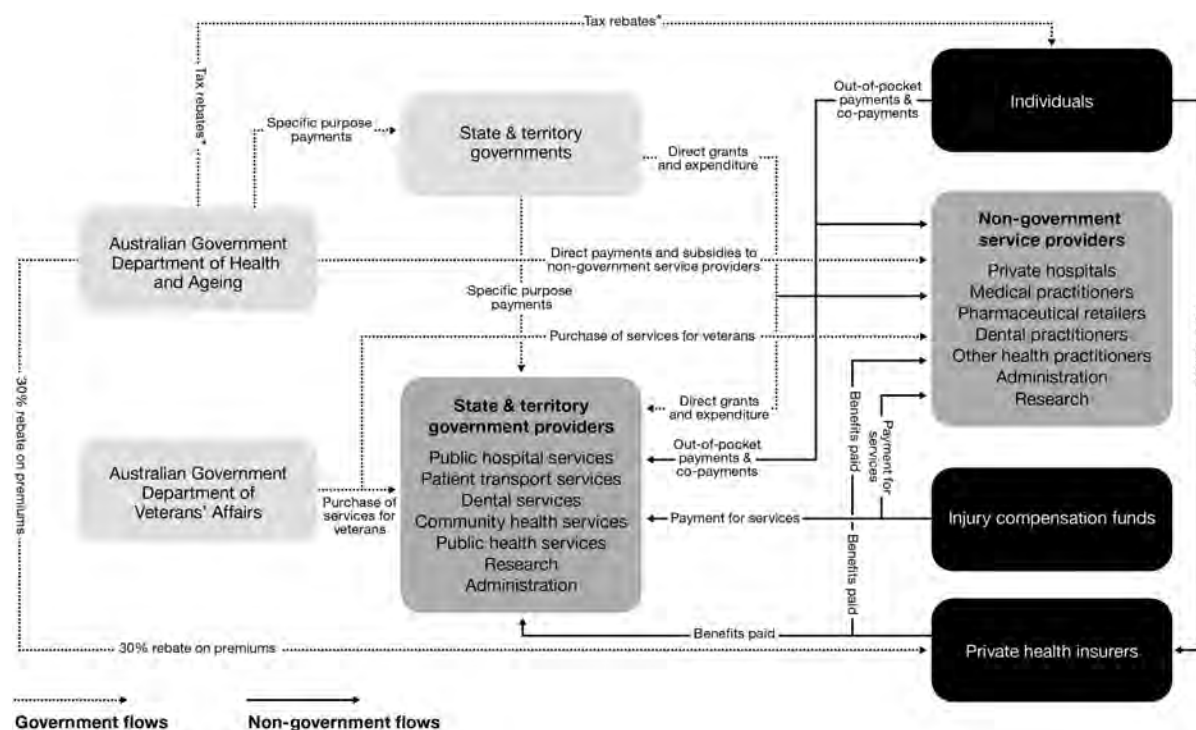 Tax rebates*
Tax rebates*
Specific purpose
payments
State & territory
governments
Direct grants
and expenditure
Out-of-pocket
payments &
co-payments
Individuals
Australian Government
Department of Health
and Ageing
Direct payments and subsidies to
non-government service providers
Specific purpose
payments
Purchase of services for veterans
Non-government
service providers
Private hospitals
Medical practitioners
Pharmaceutical retailers
Dental practitioners
Other health practitioners
Administration
Research
30% rebate on premiums
State & territory
government providers
Public hospital services
Patient transport services
Dental services
Community health services
Public health services
Research
Administration
Direct grants
and expenditure
Out-of-pocket
payments &
co-payments
Benefits paid
Payment for
services
Australian Government
Department of
Veterans' Affairs
Purchase of
services for
veterans
Payment for services
Injury compensation funds
Benefits paid
Benefits paid
30% rebate on premiums
Private health insurers
Government flows
Non-government flows